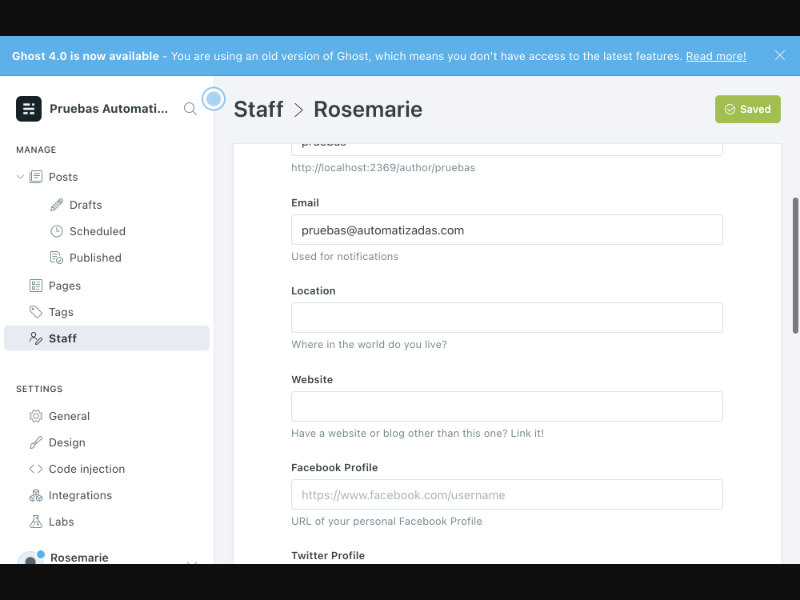 Ghost 4.0 is now available - You are using an old version of Ghost, which means you don't have access to the latest features. Read more!
Pruebas Automati...
Staff > Rosemarie
Saved
MANAGE
Posts
Drafts
Scheduled
Published
Pages
Tags
Staff
SETTINGS
General
Design
Code injection
Integrations
Labs
Rosemarie
pruebas
http://localhost:2369/author/pruebas
Email
pruebas@automatizadas.com
Used for notifications
Location
Where in the world do you live?
Website
Have a website or blog other than this one? Link it!
Facebook Profile
https://www.facebook.com/username
URL of your personal Facebook Profile
Twitter Profile